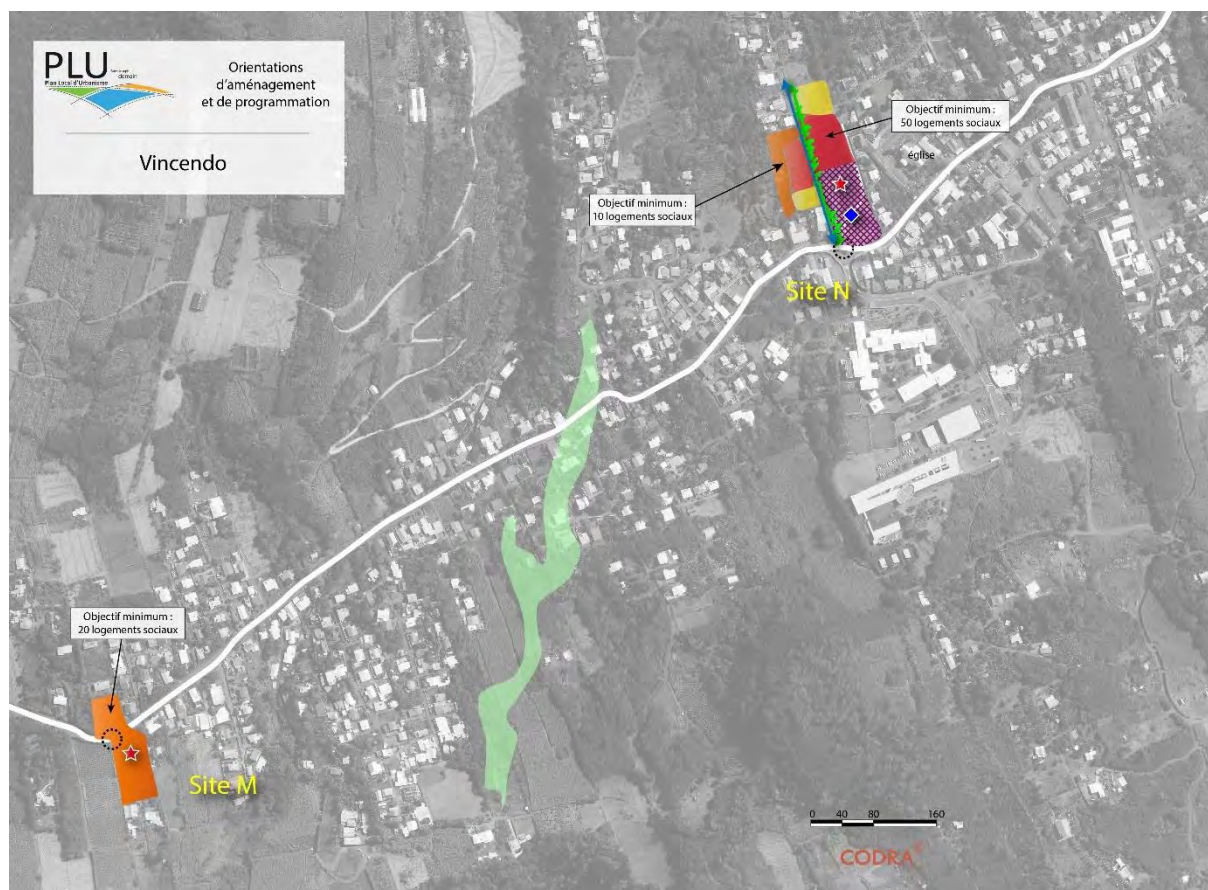 PLU
Plan Local d'Urbanisme
demain
Orientations
d'aménagement
et de programmation
Vincendo
Objectif minimum :
50 logements sociaux
église
Objectif minimum :
10 logements sociaux
Site N
Objectif minimum :
20 logements sociaux
Site M
0 40 80 160
CODRA